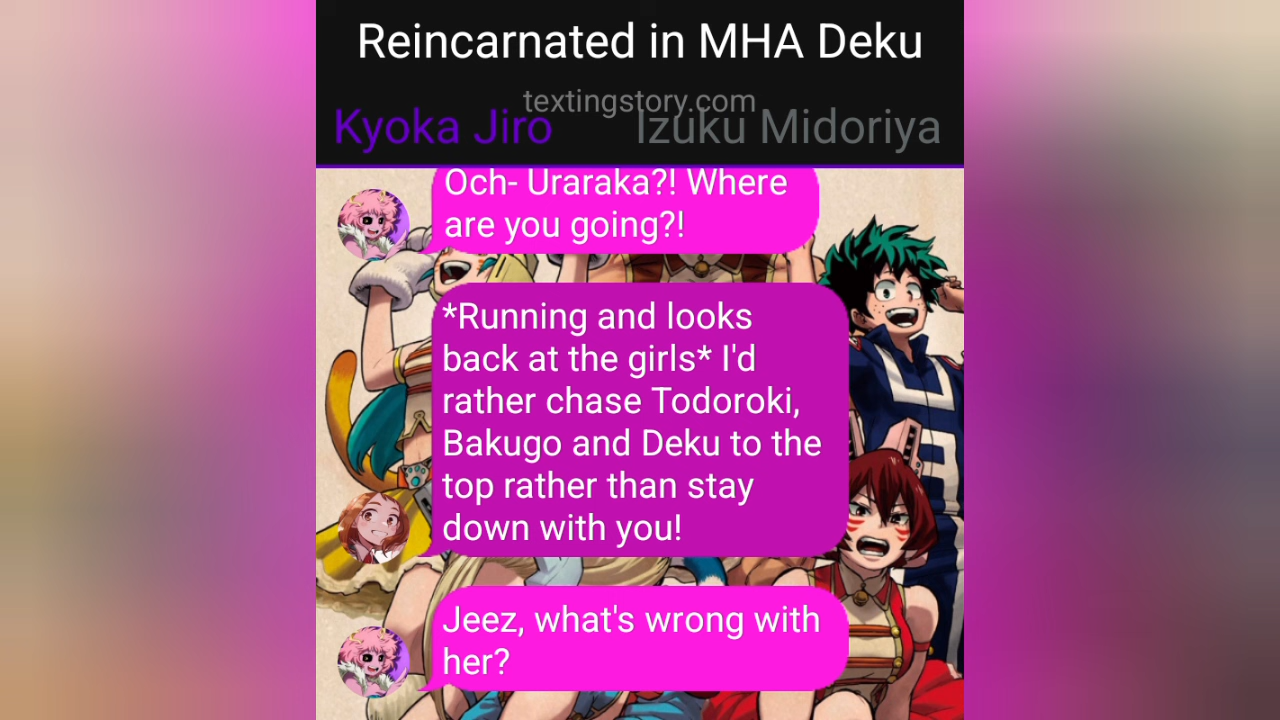 Reincarnated in MHA Deku
textingstory.com
Kyoka Jiro Izuku Midoriya
Och- Uraraka?! Where
are you going?!
*Running and looks
back at the girls* I'd
rather chase Todoroki,
Bakugo and Deku to the
top rather than stay
down with you!
Jeez, what's wrong with
her?